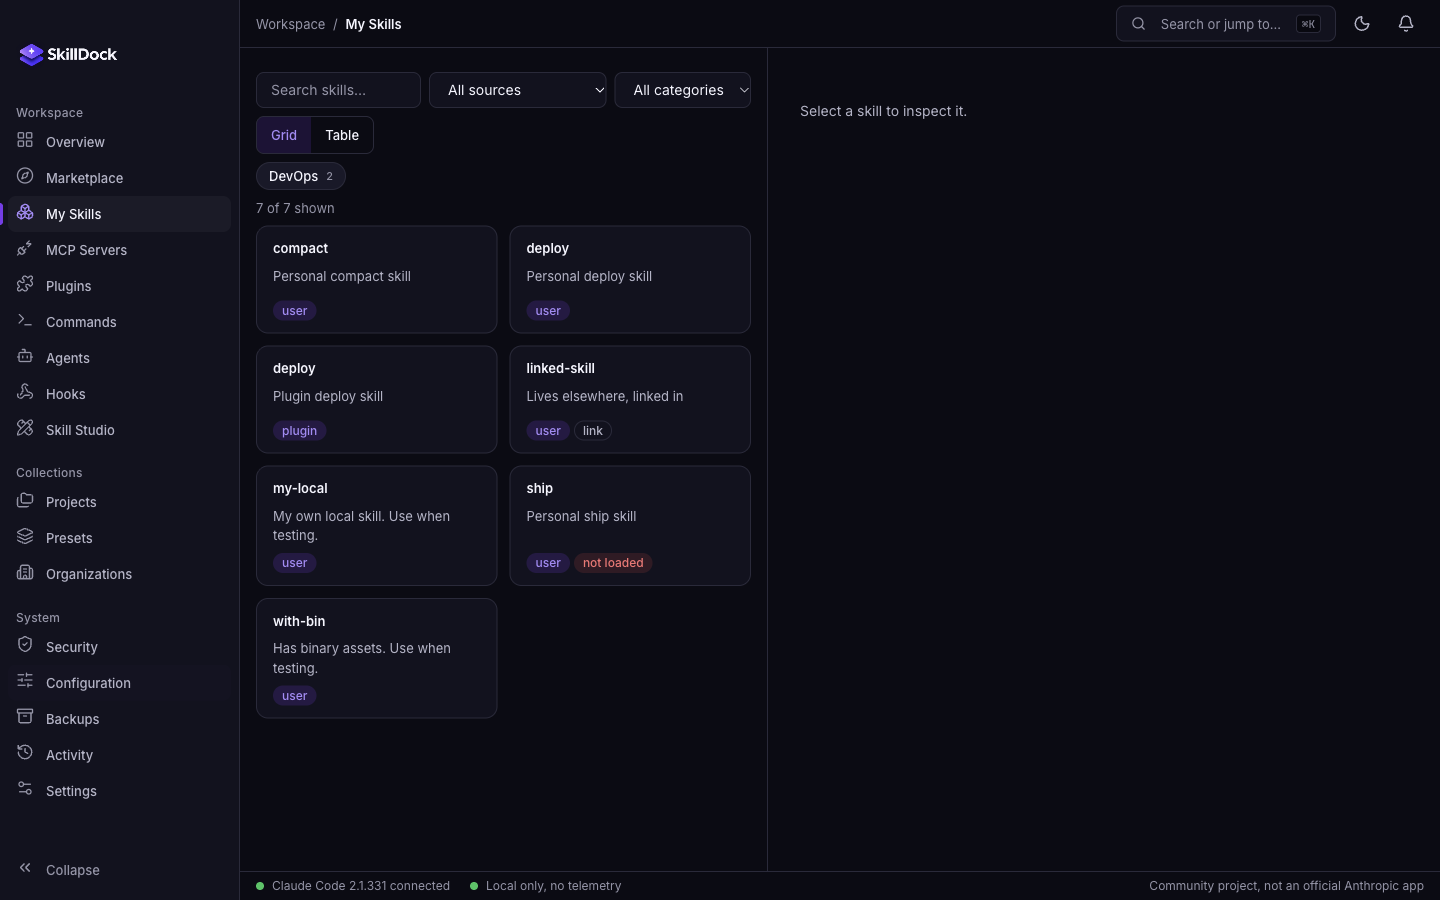 SkillDock
Workspace
Overview
Marketplace
My Skills
MCP Servers
Plugins
Commands
Agents
Hooks
Skill Studio
Collections
Projects
Presets
Organizations
System
Security
Configuration
Backups
Activity
Settings
Collapse
Workspace / My Skills
Search or jump to... ⌘K
Search skills...
All sources
All categories
Grid
Table
DevOps 2
7 of 7 shown
compact
Personal compact skill
user
deploy
Personal deploy skill
user
deploy
Plugin deploy skill
plugin
linked-skill
Lives elsewhere, linked in
user link
my-local
My own local skill. Use when
testing.
user
ship
Personal ship skill
user not loaded
with-bin
Has binary assets. Use when
testing.
user
Select a skill to inspect it.
Claude Code 2.1.331 connected
Local only, no telemetry
Community project, not an official Anthropic app